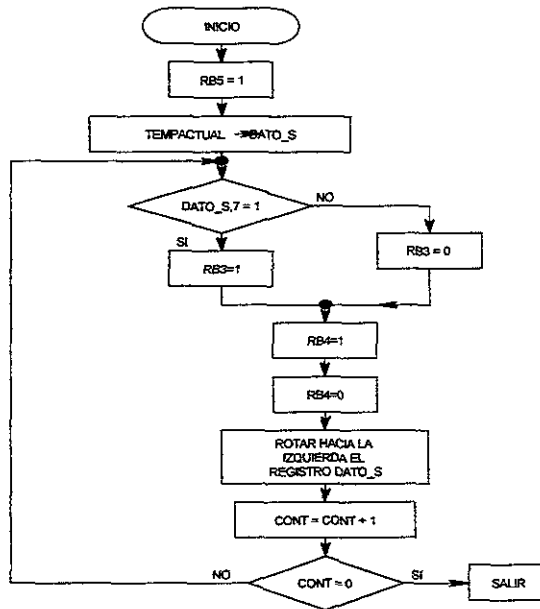 INICIO
RB5 = 1
TEMPACTUAL → DATO_S
DATO_S,7 = 1
NO
SI
RB3=1
RB3 = 0
RB4=1
RB4=0
ROTAR HACIA LA
IZQUIERDA EL
REGISTRO DATO_S
CONT = CONT + 1
NO
CONT = 0
SI
SALIR